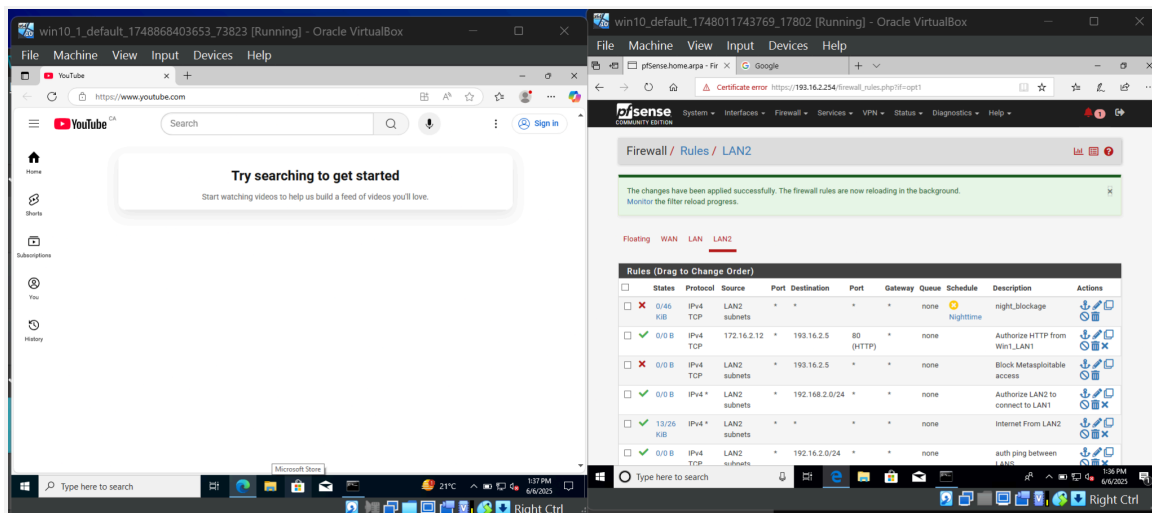 win10_1_default_1748868403653_73823 [Running] - Oracle VirtualBox
File Machine View Input Devices Help
YouTube
https://www.youtube.com
YouTube CA
Search
Sign in
Home
Shorts
Subscriptions
You
History
Try searching to get started
Start watching videos to help us build a feed of videos you'll love.
Microsoft Store
Type here to search
21°C
1:37 PM
6/6/2025
Right Ctrl
win10_default_1748011743769_17802 [Running] - Oracle VirtualBox
File Machine View Input Devices Help
pfSense.home.arpa - Fir
Google
Certificate error https://193.16.2.254/firewall_rules.php?if=opt1
pfsense System Interfaces Firewall Services VPN Status Diagnostics Help 1
COMMUNITY EDITION
Firewall / Rules / LAN2
The changes have been applied successfully. The firewall rules are now reloading in the background.
Monitor the filter reload progress.
Floating WAN LAN LAN2
Rules (Drag to Change Order)
States Protocol Source Port Destination Port Gateway Queue Schedule Description Actions
0/46 KiB IPv4 TCP LAN2 subnets * * * * none Nighttime night_blockage
0/0 B IPv4 TCP 172.16.2.12 * 193.16.2.5 80 (HTTP) * none Authorize HTTP from Win1_LAN1
0/0 B IPv4 TCP LAN2 subnets * 193.16.2.5 * * none Block Metasploitable access
0/0 B IPv4 * LAN2 subnets * 192.168.2.0/24 * * none Authorize LAN2 to connect to LAN1
13/26 KiB IPv4 * LAN2 subnets * * * * none Internet From LAN2
0/0 B IPv4 TCP LAN2 subnets * 192.16.2.0/24 * * none auth ping between LANS
Type here to search
1:36 PM
6/6/2025
Right Ctrl